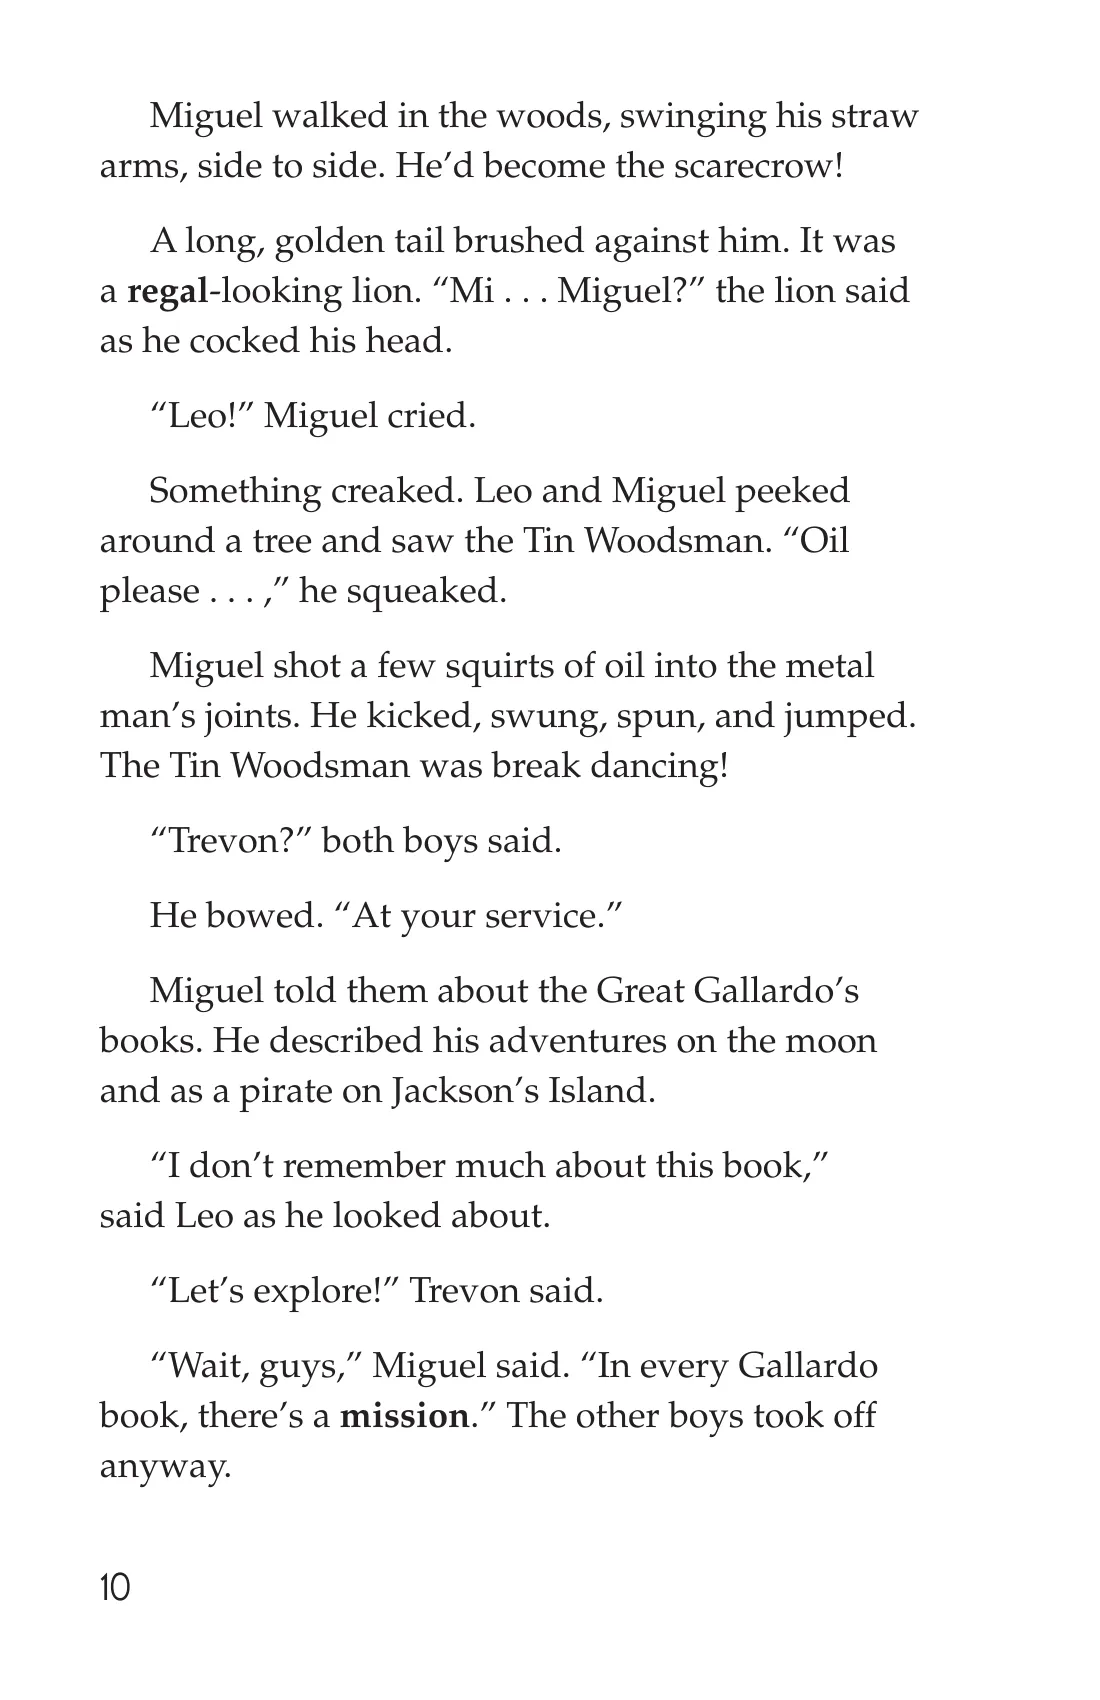 Miguel walked in the woods, swinging his straw
arms, side to side. He’d become the scarecrow!
A long, golden tail brushed against him. It was
a regal-looking lion. “Mi . . . Miguel?” the lion said
as he cocked his head.
“Leo!” Miguel cried.
Something creaked. Leo and Miguel peeked
around a tree and saw the Tin Woodsman. “Oil
please . . . ,” he squeaked.
Miguel shot a few squirts of oil into the metal
man’s joints. He kicked, swung, spun, and jumped.
The Tin Woodsman was break dancing!
“Trevon?” both boys said.
He bowed. “At your service.”
Miguel told them about the Great Gallardo’s
books. He described his adventures on the moon
and as a pirate on Jackson’s Island.
“I don’t remember much about this book,”
said Leo as he looked about.
“Let’s explore!” Trevon said.
“Wait, guys,” Miguel said. “In every Gallardo
book, there’s a mission.” The other boys took off
anyway.
10